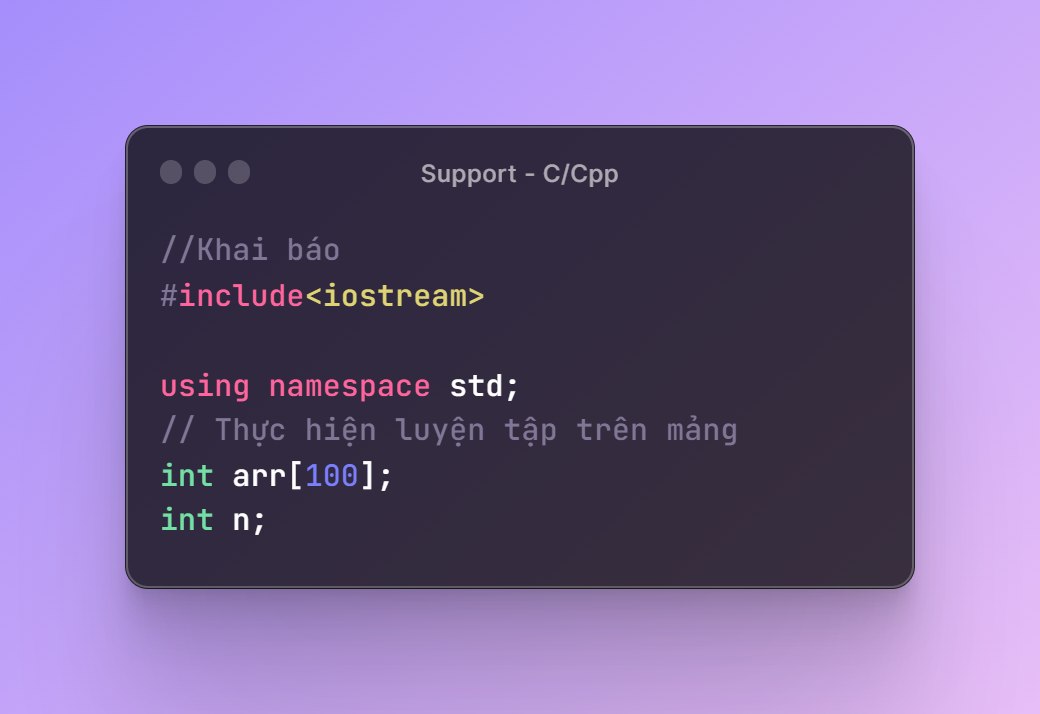 Support - C/Cpp
//Khai báo
#include<iostream>
using namespace std;
// Thực hiện luyện tập trên mảng
int arr[100];
int n;